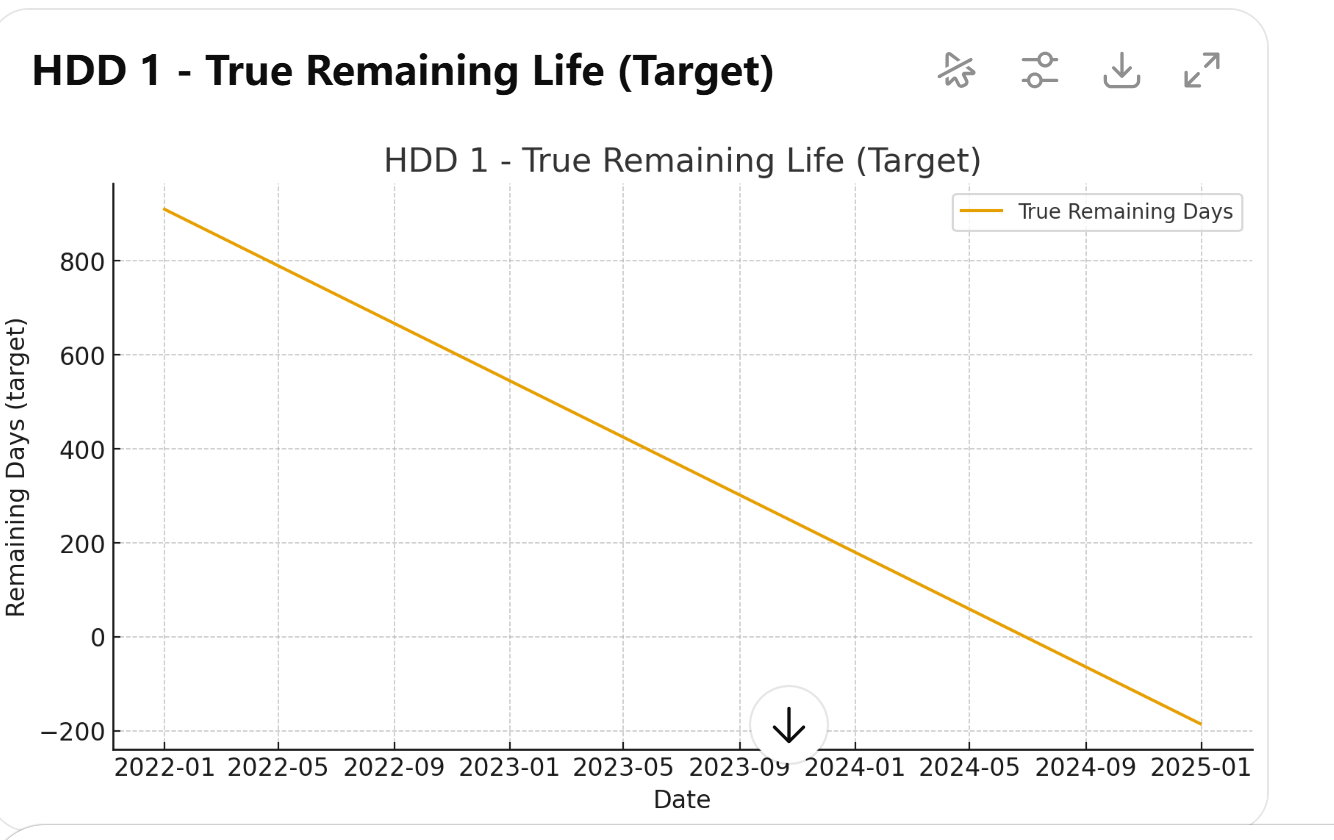 HDD 1 - True Remaining Life (Target)
HDD 1 - True Remaining Life (Target)
True Remaining Days
Remaining Days (target)
800
600
400
200
0
−200
2022-01 2022-05 2022-09 2023-01 2023-05 2023-09 2024-01 2024-05 2024-09 2025-01
Date